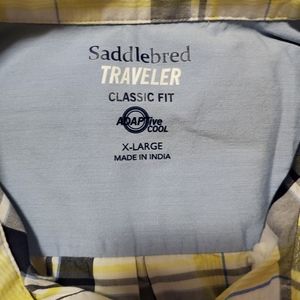 Saddlebred
TRAVELER
CLASSIC FIT
ADAPTive
COOL
X-LARGE
MADE IN INDIA